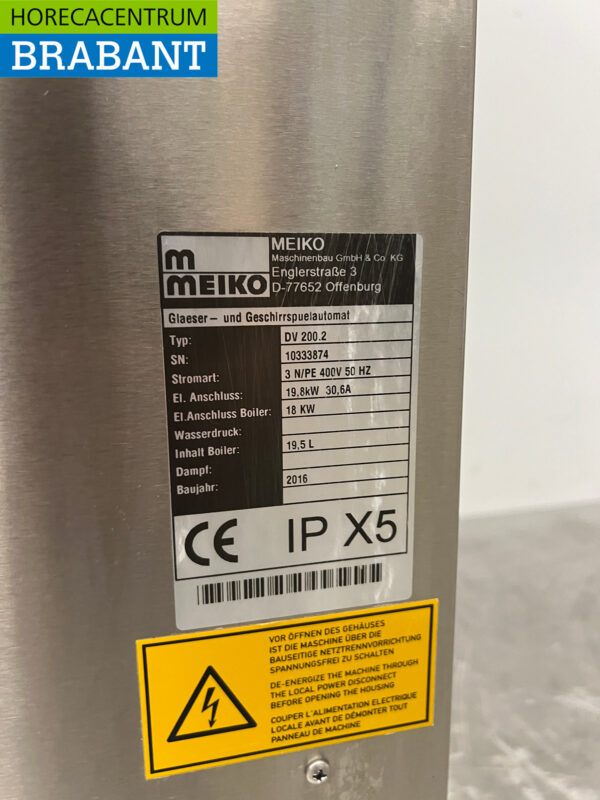 HORECACENTRUM
BRABANT
m
MEIKO
MEIKO
Maschinenbau GmbH & Co. KG
Englerstraße 3
D-77652 Offenburg
Glaeser- und Geschirrspuelautomat
Typ: DV 200.2
SN: 10333874
Stromart: 3 N/PE 400V 50 HZ
El. Anschluss: 19,8kW 30,6A
El.Anschluss Boiler: 18 KW
Wasserdruck:
Inhalt Boiler: 19,5 L
Dampf:
Baujahr: 2016
CE IP X5
VOR ÖFFNEN DES GEHÄUSES
IST DIE MASCHINE ÜBER DIE
BAUSEITIGE NETZTRENNVORRICHTUNG
SPANNUNGSFREI ZU SCHALTEN
DE-ENERGIZE THE MACHINE THROUGH
THE LOCAL POWER DISCONNECT
BEFORE OPENING THE HOUSING
COUPER L'ALIMENTATION ELECTRIQUE
LOCALE AVANT DE DÉMONTER TOUT
PANNEAU DE MACHINE